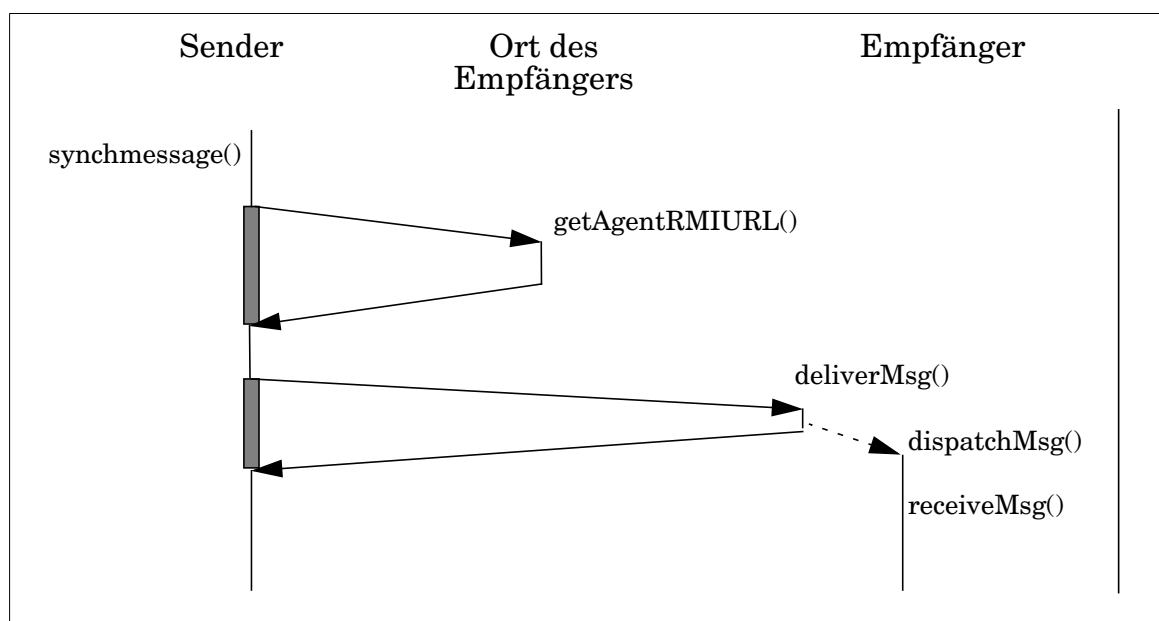 Sender
Ort des
Empfängers
Empfänger
synchmessage()
getAgentRMIURL()
deliverMsg()
dispatchMsg()
receiveMsg()